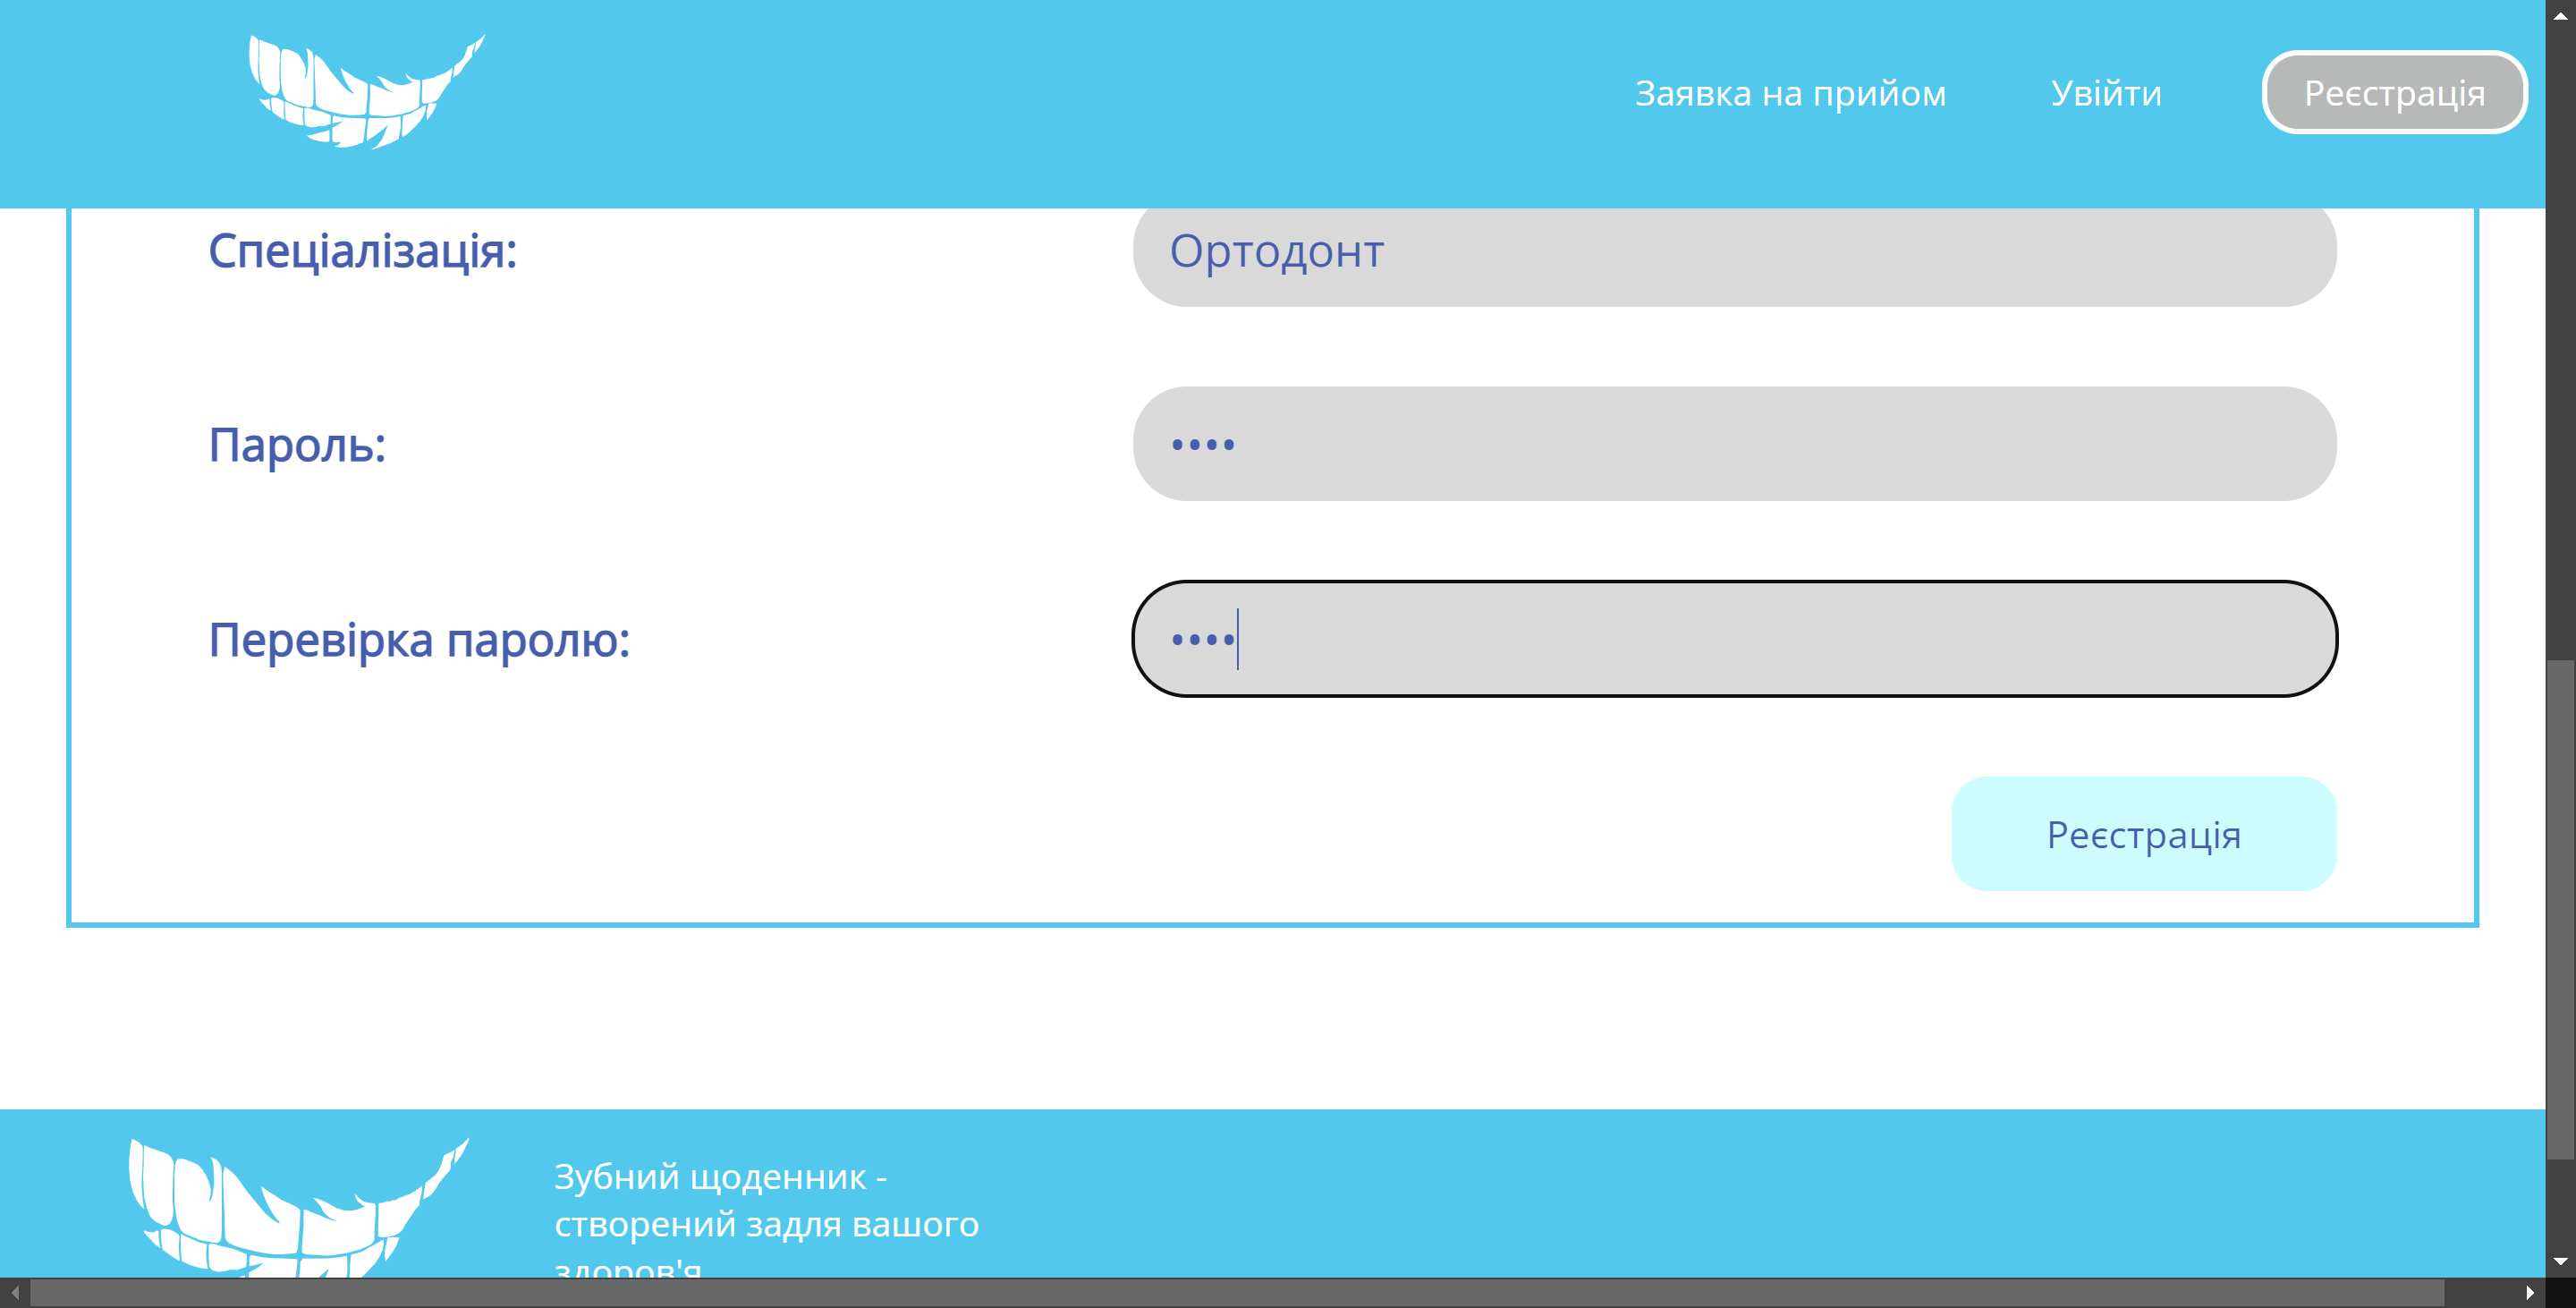 Заявка на прийом
Увійти
Реєстрація
Спеціалізація:
Ортодонт
Пароль:
••••
Перевірка паролю:
••••
Реєстрація
Зубний щоденник -
створений задля вашого
здоров'я